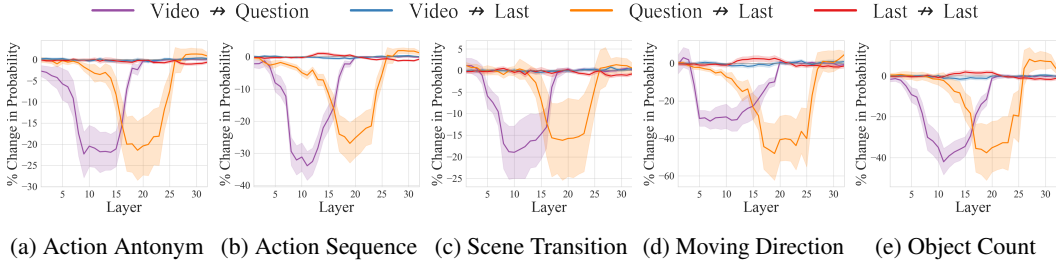 Video ↛ Question Video ↛ Last Question ↛ Last Last ↛ Last
% Change in Probability
0
−5
−10
−15
−20
−25
−30
5 10 15 20 25 30
Layer
% Change in Probability
0
−10
−20
−30
−40
5 10 15 20 25 30
Layer
% Change in Probability
5
0
−5
−10
−15
−20
−25
5 10 15 20 25 30
Layer
% Change in Probability
0
−20
−40
−60
5 10 15 20 25 30
Layer
% Change in Probability
0
−20
−40
5 10 15 20 25 30
Layer
(a) Action Antonym (b) Action Sequence (c) Scene Transition (d) Moving Direction (e) Object Count